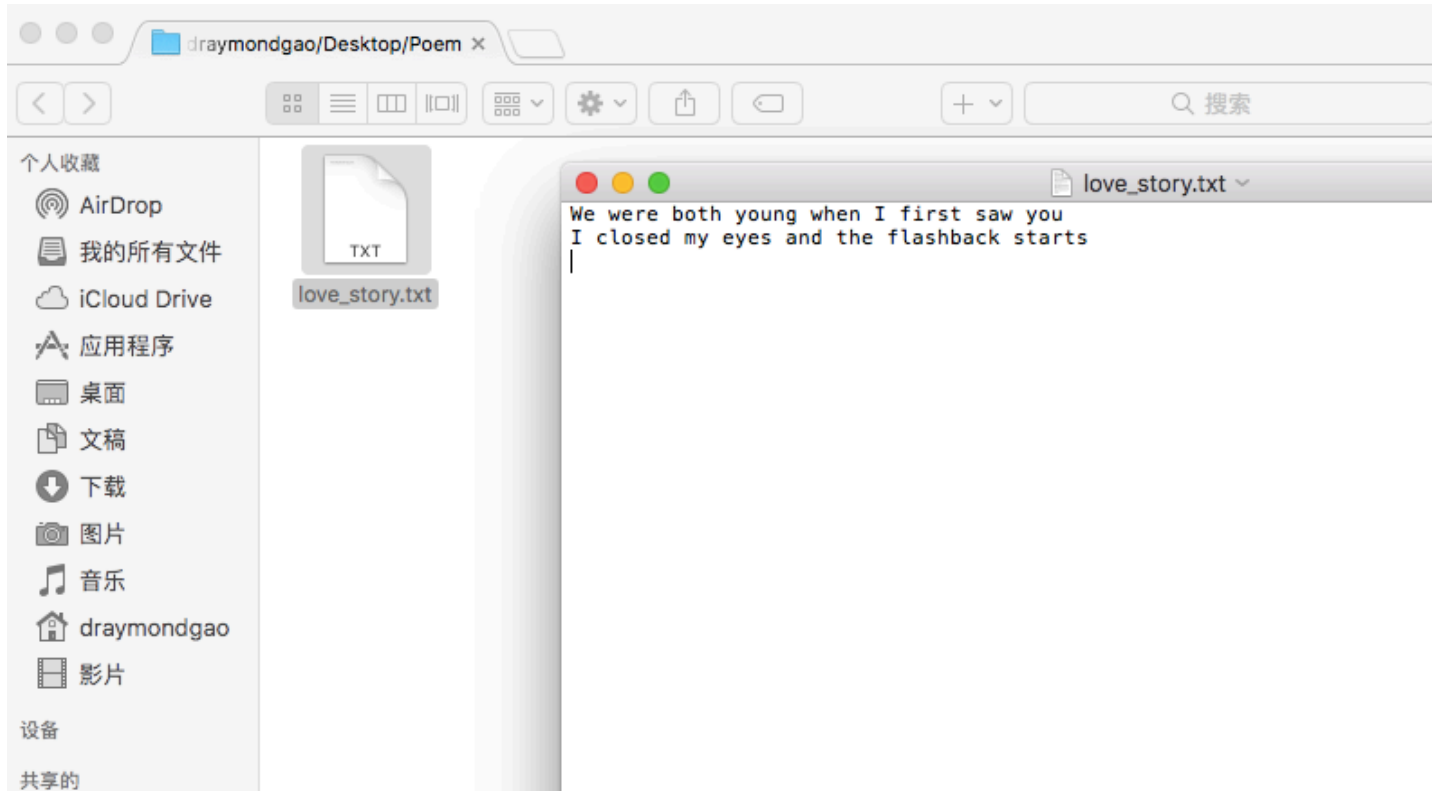 draymondgao/Desktop/Poem
搜索
个人收藏
AirDrop
我的所有文件
iCloud Drive
应用程序
桌面
文稿
下载
图片
音乐
draymondgao
影片
设备
共享的
TXT
love_story.txt
love_story.txt
We were both young when I first saw you
I closed my eyes and the flashback starts